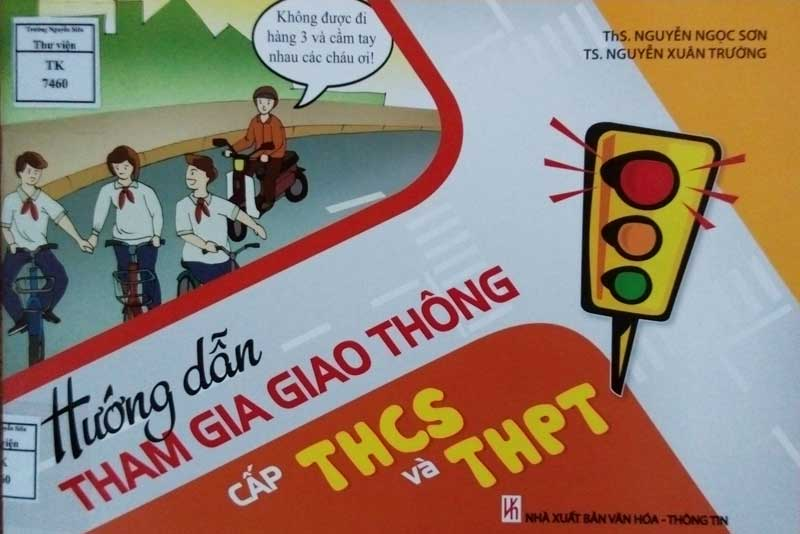 Trường Nguyễn Siêu
Thư viện
TK
7460
Không được đi
hàng 3 và cầm tay
nhau các cháu ơi!
ThS. NGUYỄN NGỌC SƠN
TS. NGUYỄN XUÂN TRƯỜNG
Hướng dẫn
THAM GIA GIAO THÔNG
CẤP THCS
và THPT
NHÀ XUẤT BẢN VĂN HÓA - THÔNG TIN